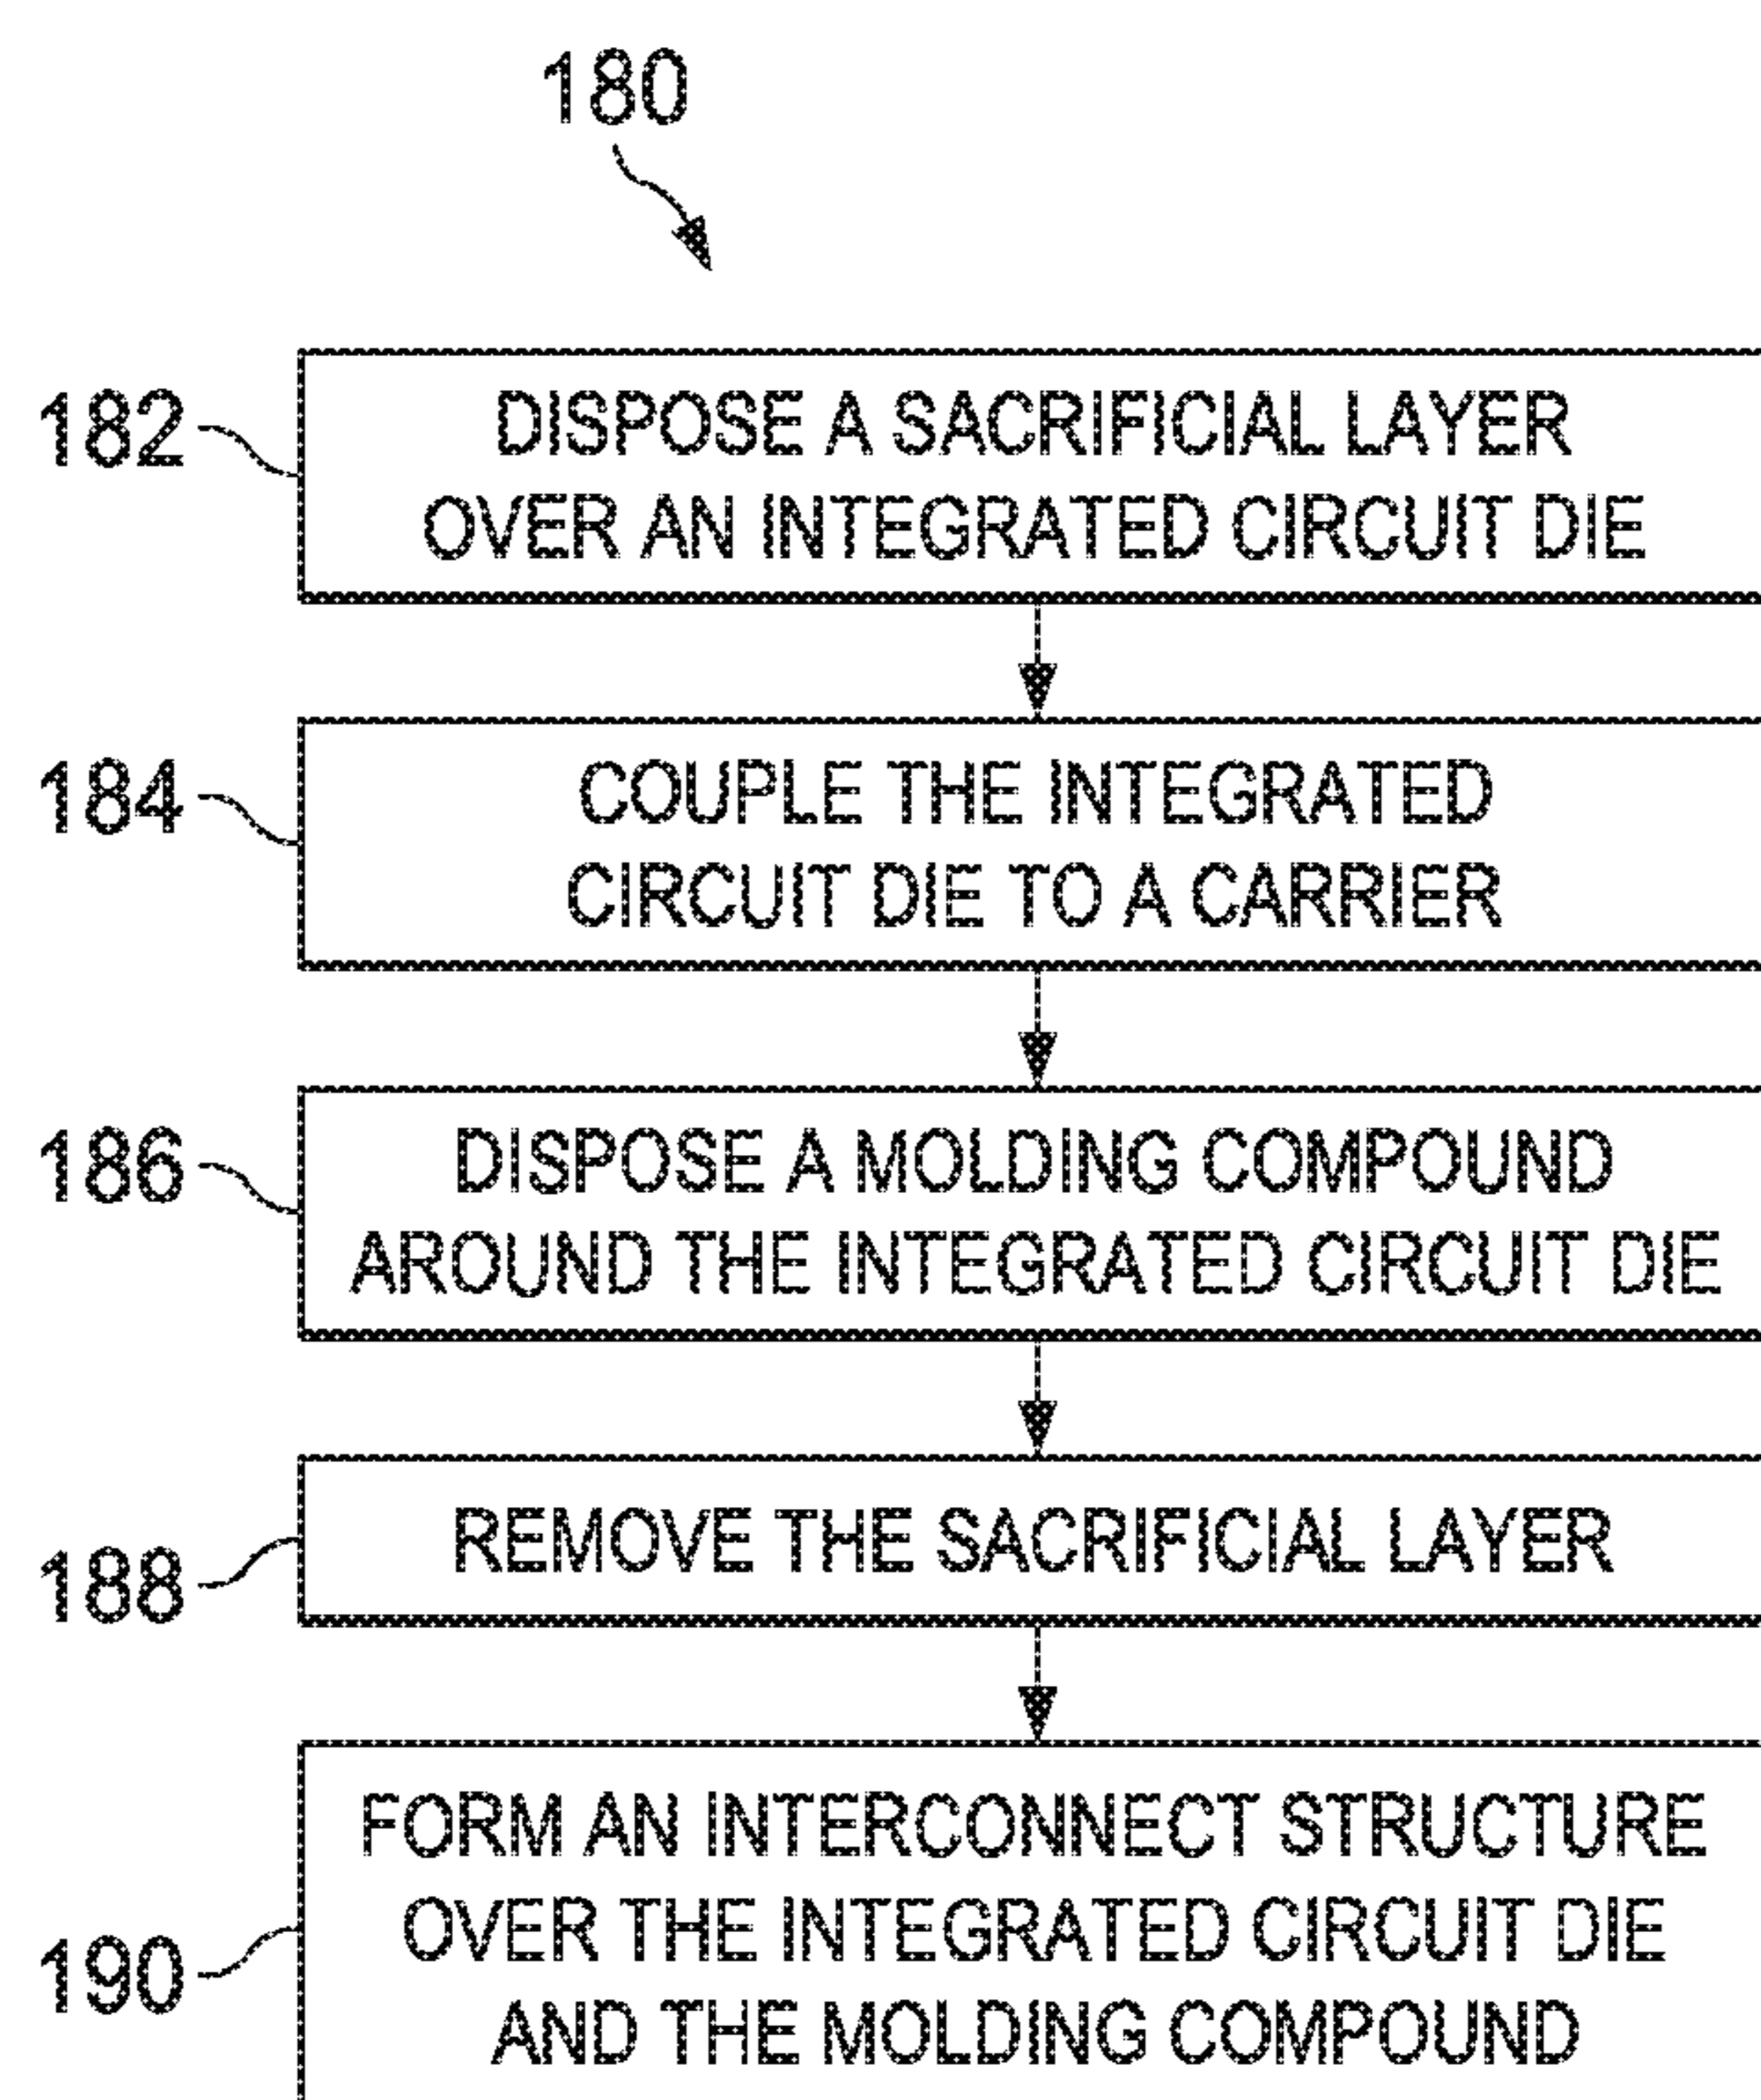 180
182
DISPOSE A SACRIFICIAL LAYER
OVER AN INTEGRATED CIRCUIT DIE
184
COUPLE THE INTEGRATED
CIRCUIT DIE TO A CARRIER
186
DISPOSE A MOLDING COMPOUND
AROUND THE INTEGRATED CIRCUIT DIE
188
REMOVE THE SACRIFICIAL LAYER
190
FORM AN INTERCONNECT STRUCTURE
OVER THE INTEGRATED CIRCUIT DIE
AND THE MOLDING COMPOUND